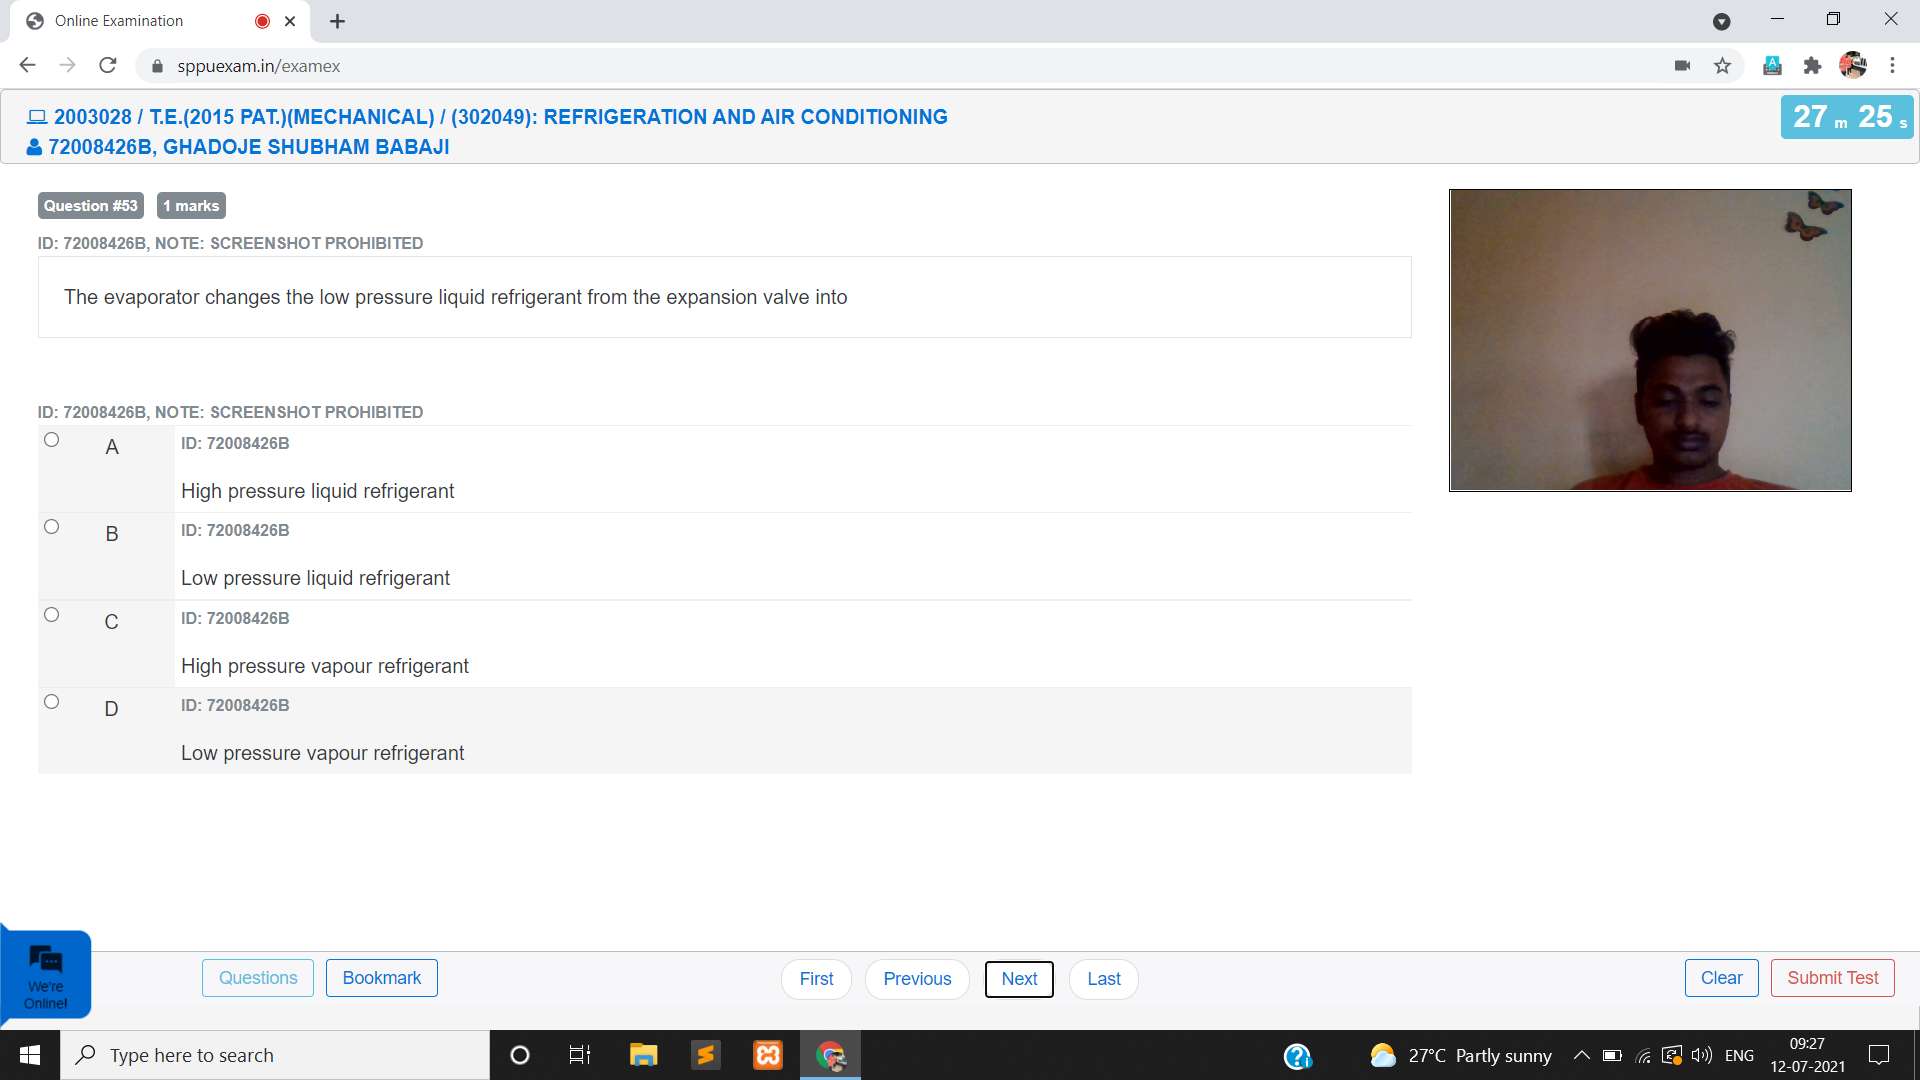 Online Examination
sppuexam.in/examex
2003028 / T.E.(2015 PAT.)(MECHANICAL) / (302049): REFRIGERATION AND AIR CONDITIONING
27 m 25 s
72008426B, GHADOJE SHUBHAM BABAJI
Question #53 1 marks
ID: 72008426B, NOTE: SCREENSHOT PROHIBITED
The evaporator changes the low pressure liquid refrigerant from the expansion valve into
ID: 72008426B, NOTE: SCREENSHOT PROHIBITED
A
ID: 72008426B
High pressure liquid refrigerant
B
ID: 72008426B
Low pressure liquid refrigerant
C
ID: 72008426B
High pressure vapour refrigerant
D
ID: 72008426B
Low pressure vapour refrigerant
We're
Online!
Questions Bookmark First Previous Next Last Clear Submit Test
Type here to search
27°C Partly sunny
ENG
09:27
12-07-2021